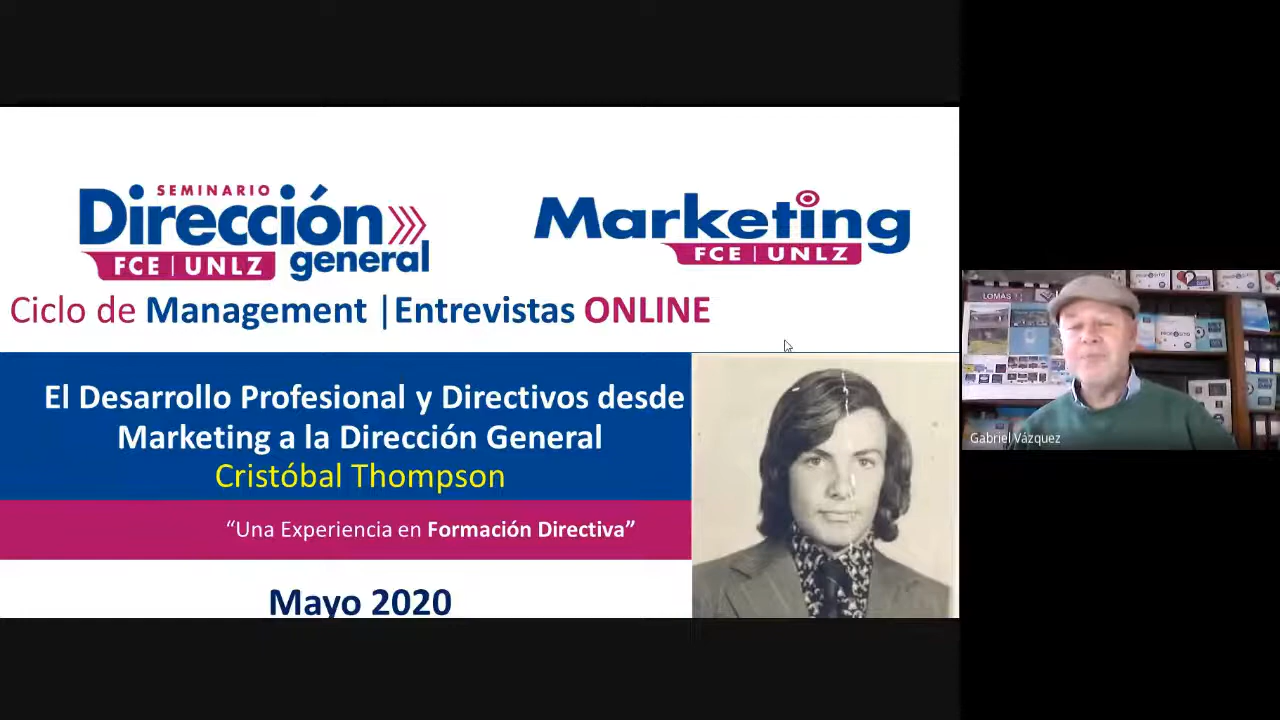 SEMINARIO
Dirección
general
FCE | UNLZ
Marketing
FCE | UNLZ
Ciclo de Management |Entrevistas ONLINE
El Desarrollo Profesional y Directivos desde
Marketing a la Dirección General
Cristóbal Thompson
“Una Experiencia en Formación Directiva”
Mayo 2020
LOMAS
Gabriel Vázquez